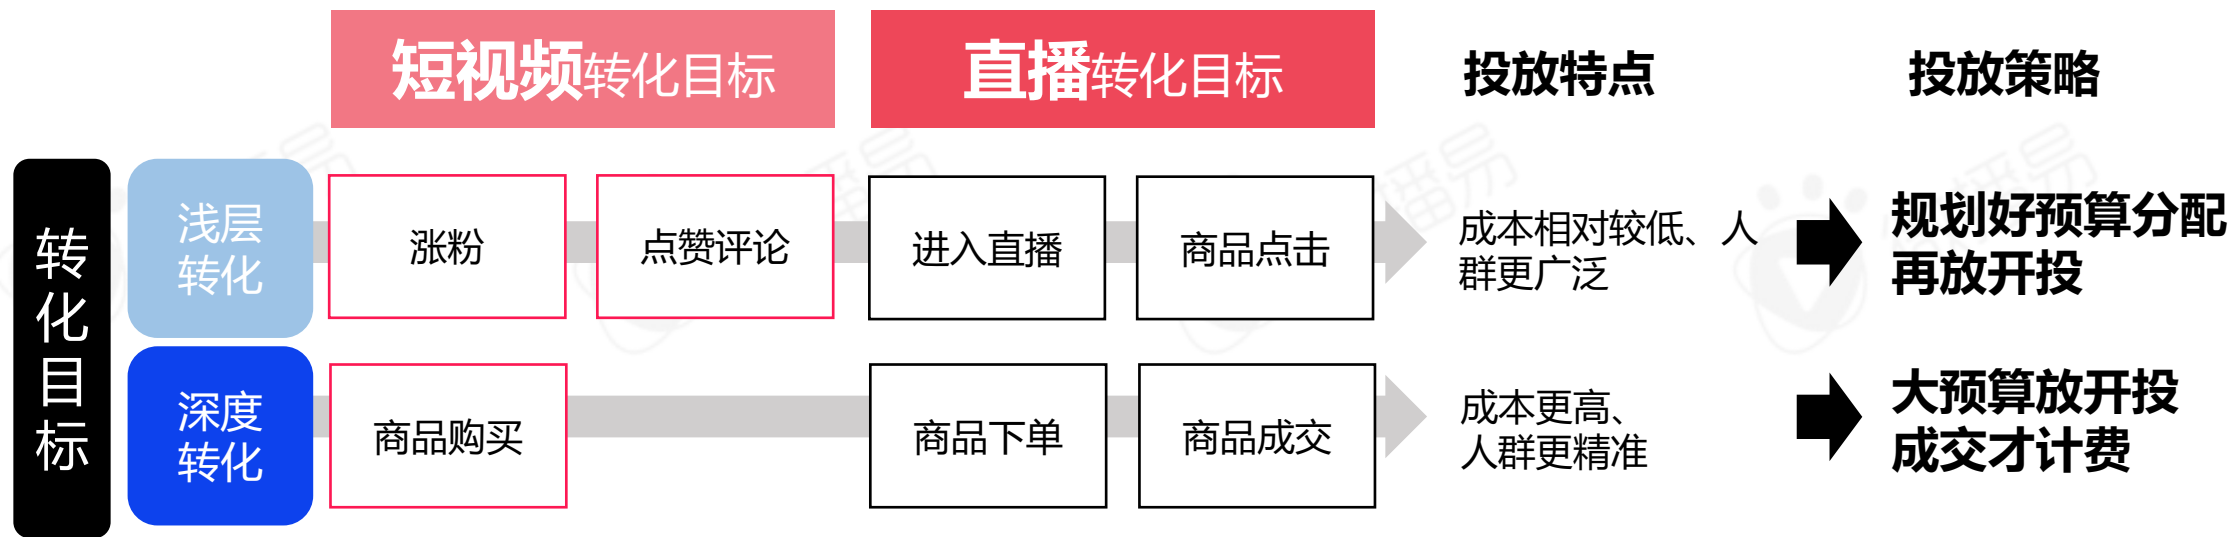 短视频转化目标
直播转化目标
投放特点
投放策略
转化目标
浅层
转化
涨粉
点赞评论
进入直播
商品点击
成本相对较低、人
群更广泛
规划好预算分配
再放开投
深度
转化
商品购买
商品下单
商品成交
成本更高、
人群更精准
大预算放开投
成交才计费